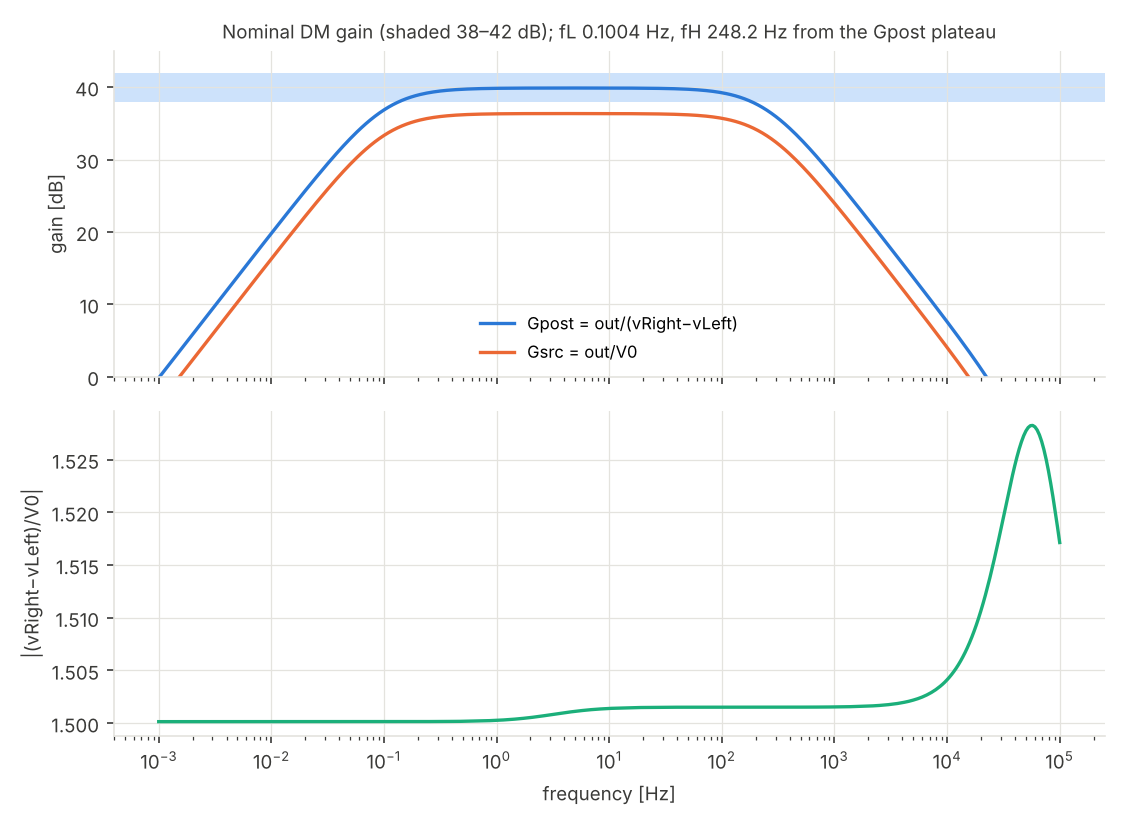 Nominal DM gain (shaded 38–42 dB); fL 0.1004 Hz, fH 248.2 Hz from the Gpost plateau
gain [dB]
40
30
20
10
0
Gpost = out/(vRight−vLeft)
Gsrc = out/V0
|(vRight−vLeft)/V0|
1.525
1.520
1.515
1.510
1.505
1.500
10⁻³ 10⁻² 10⁻¹ 10⁰ 10¹ 10² 10³ 10⁴ 10⁵
frequency [Hz]